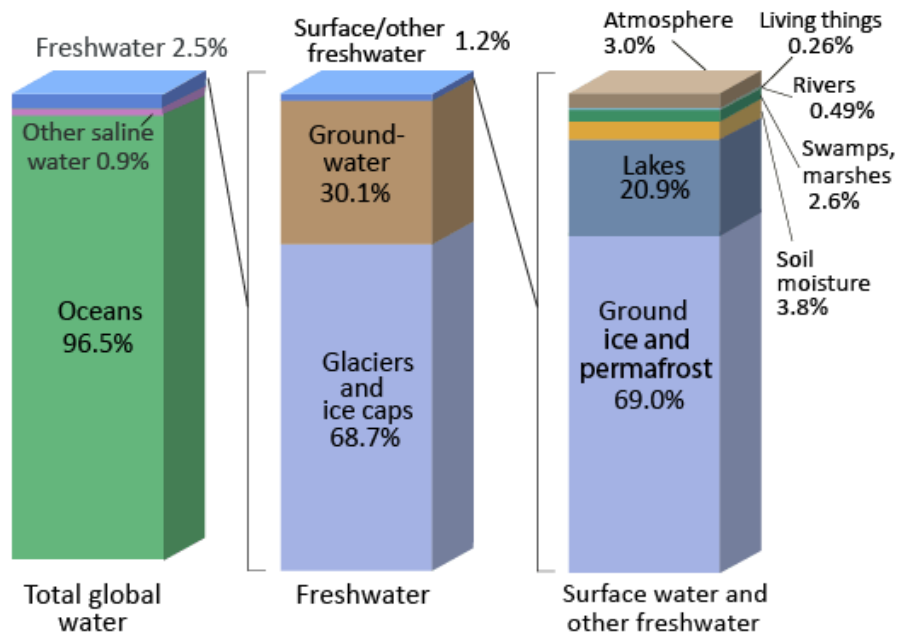 Freshwater 2.5%
Other saline
water 0.9%
Oceans
96.5%
Total global
water
Surface/other
freshwater 1.2%
Ground-
water
30.1%
Glaciers
and
ice caps
68.7%
Freshwater
Atmosphere
3.0%
Living things
0.26%
Rivers
0.49%
Swamps,
marshes
2.6%
Soil
moisture
3.8%
Lakes
20.9%
Ground
ice and
permafrost
69.0%
Surface water and
other freshwater